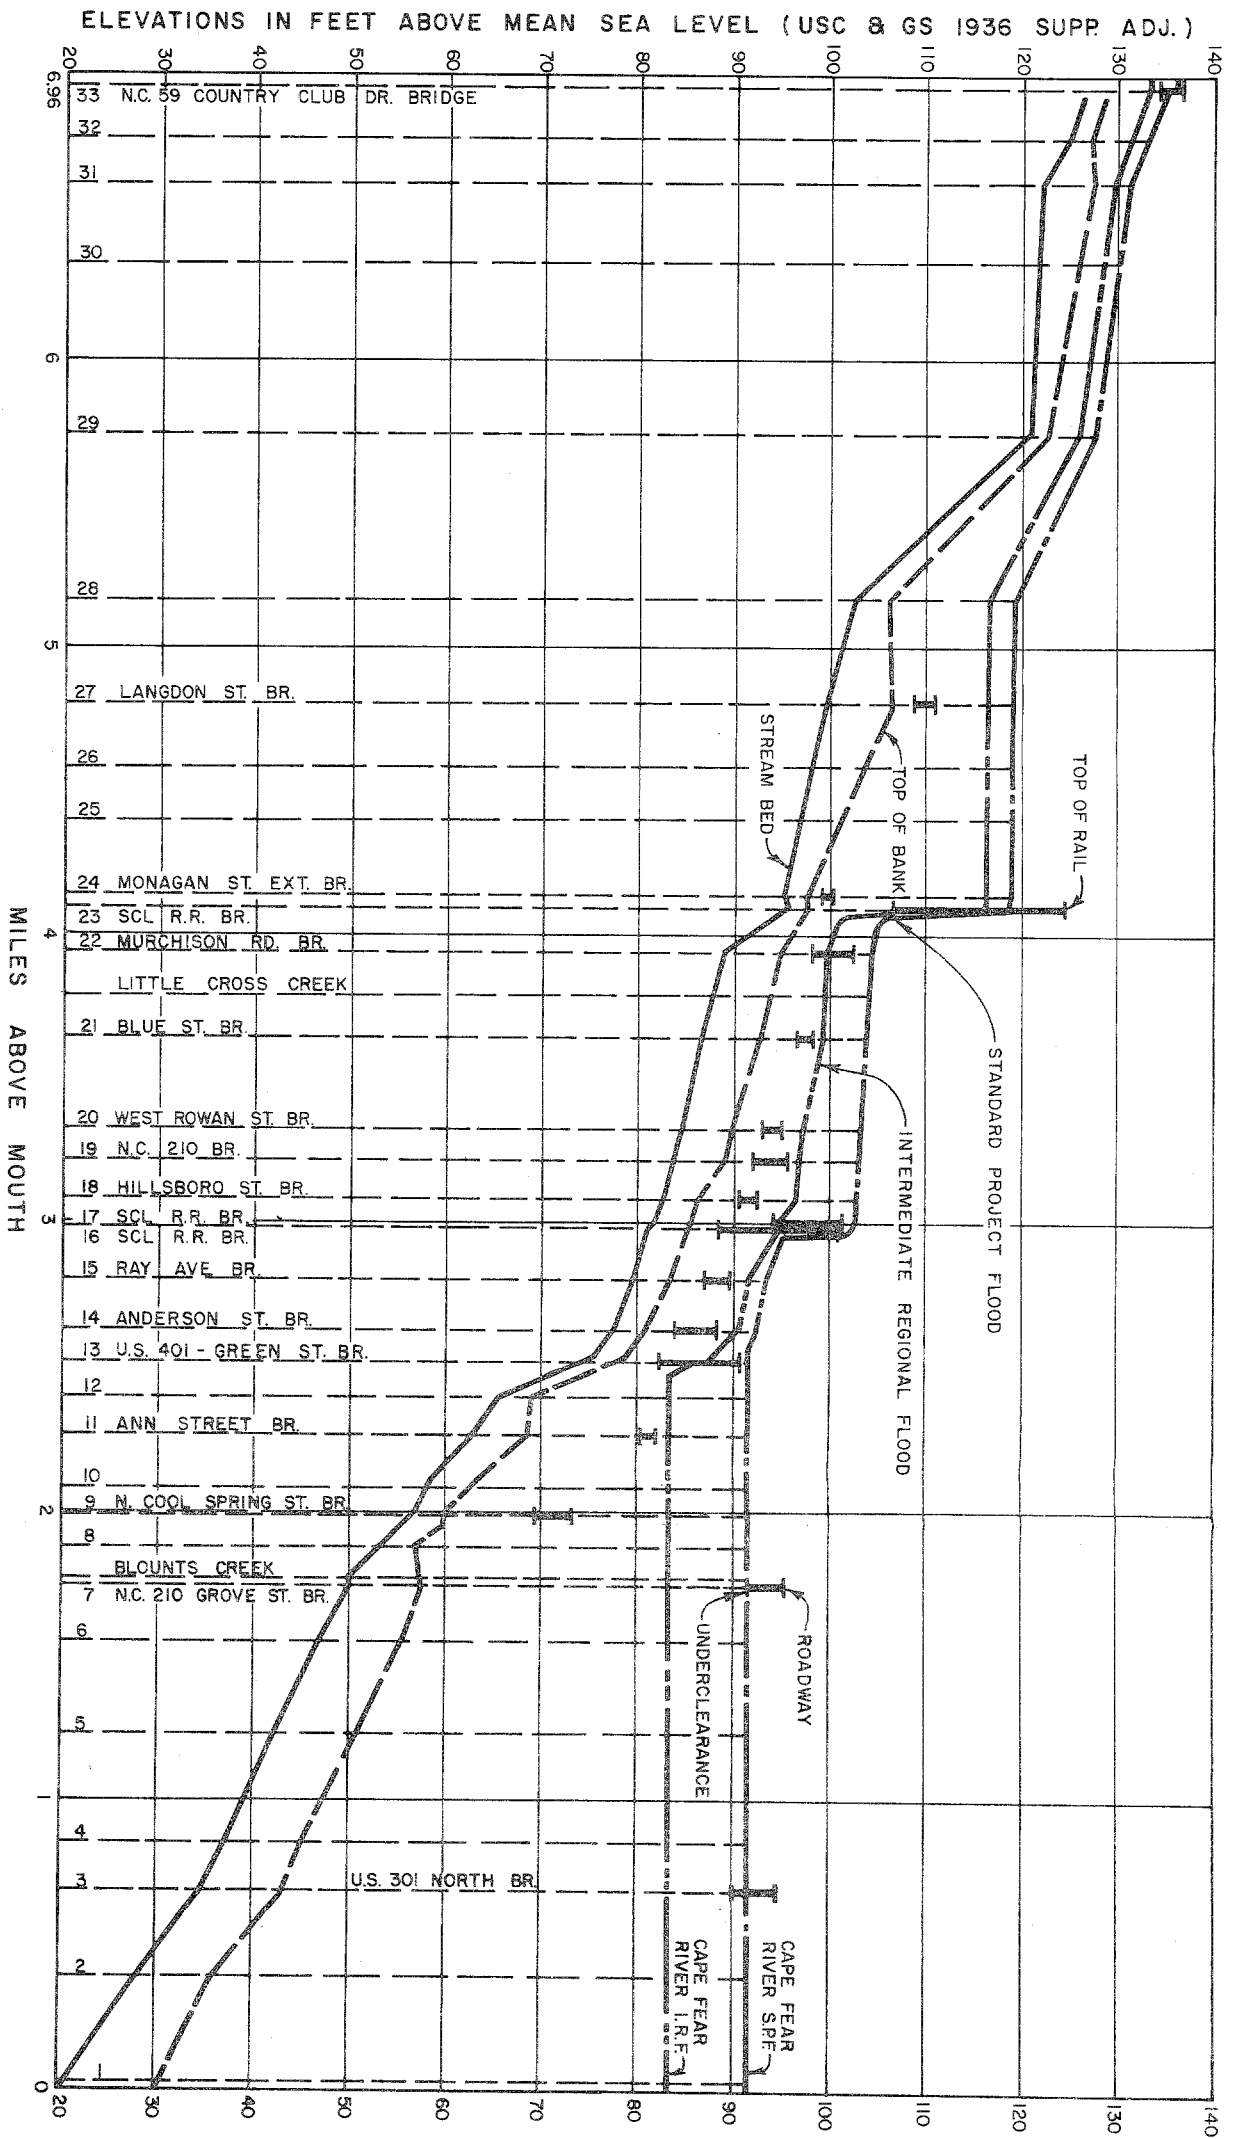 ELEVATIONS IN FEET ABOVE MEAN SEA LEVEL (USC & GS 1936 SUPP. ADJ.)
20 30 40 50 60 70 80 90 100 110 120 130 140
6.96
33 N.C. 59 COUNTRY CLUB DR. BRIDGE
32
31
30
6
29
28
5
27 LANGDON ST. BR.
26
25
24 MONAGAN ST. EXT. BR.
23 SCL R.R. BR.
4
22 MURCHISON RD. BR.
LITTLE CROSS CREEK
21 BLUE ST. BR.
20 WEST ROWAN ST. BR.
19 N.C. 210 BR.
18 HILLSBORO ST. BR.
3
17 SCL R.R. BR.
16 SCL R.R. BR.
15 RAY AVE BR.
14 ANDERSON ST. BR.
13 U.S. 401 - GREEN ST. BR.
12
11 ANN STREET BR.
10
2
9 N. COOL SPRING ST. BR.
8
BLOUNTS CREEK
7 N.C. 210 GROVE ST. BR.
6
5
1
4
3
U.S. 301 NORTH BR.
2
1
0
20 30 40 50 60 70 80 90 100 110 120 130 140
MILES ABOVE MOUTH
STREAM BED
TOP OF BANK
TOP OF RAIL
STANDARD PROJECT FLOOD
INTERMEDIATE REGIONAL FLOOD
UNDERCLEARANCE
ROADWAY
CAPE FEAR
RIVER I.R.F.
CAPE FEAR
RIVER S.P.F.